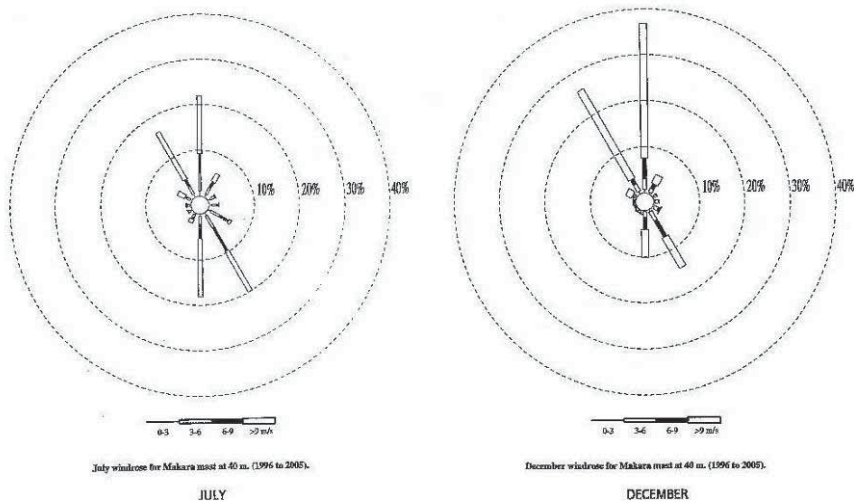 10% 20% 30% 40%
10% 20% 30% 40%
0-3 3-6 6-9 >9 m/s
0-3 3-6 6-9 >9 m/s
July windrose for Makara mast at 40 m. (1996 to 2005).
December windrose for Makara mast at 40 m. (1996 to 2005).
JULY
DECEMBER